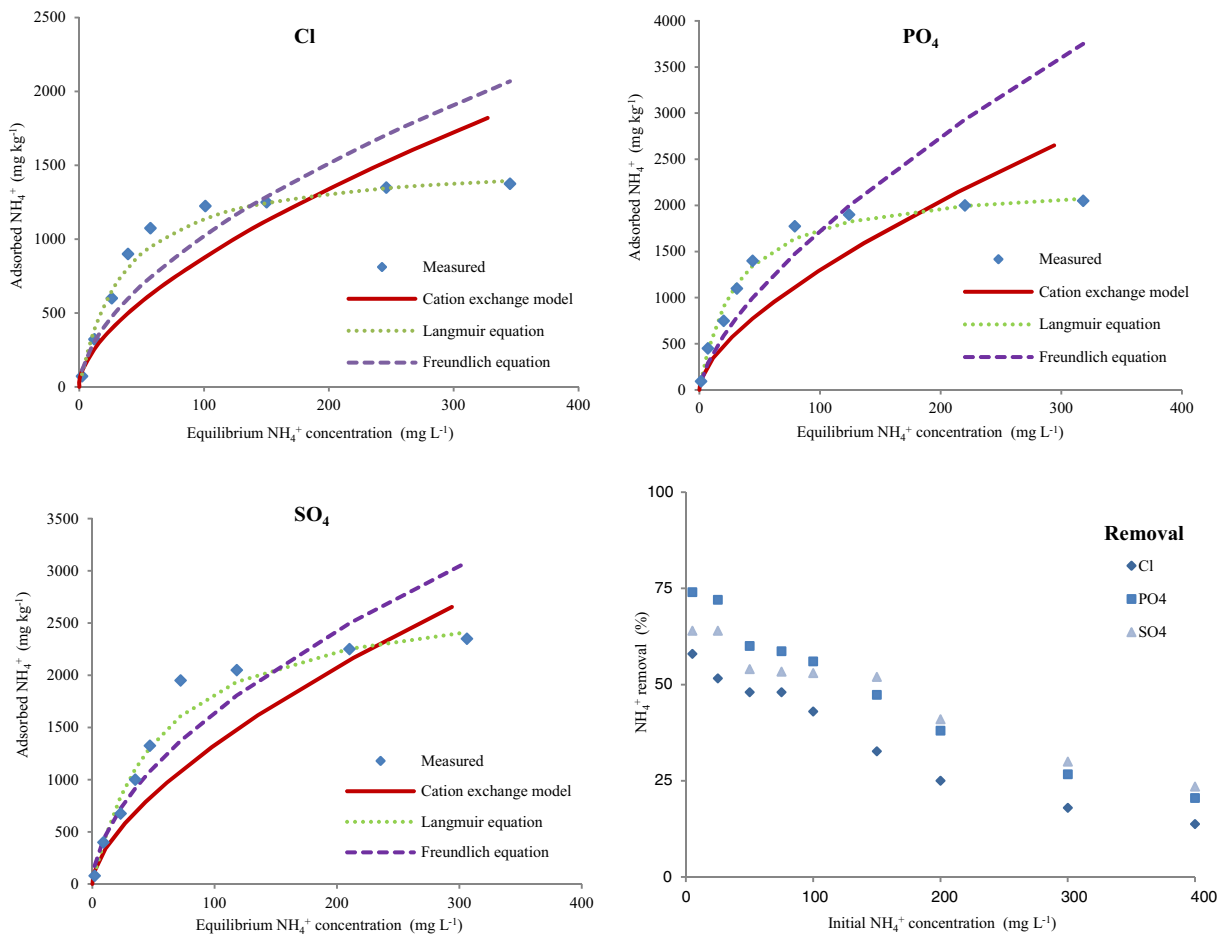 Cl
2500
2000
1500
1000
500
0
0 100 200 300 400
Adsorbed NH₄⁺ (mg kg⁻¹)
Equilibrium NH₄⁺ concentration (mg L⁻¹)
Measured
Cation exchange model
Langmuir equation
Freundlich equation
PO₄
4000
3500
3000
2500
2000
1500
1000
500
0
0 100 200 300 400
Adsorbed NH₄⁺ (mg kg⁻¹)
Equilibrium NH₄⁺ concentration (mg L⁻¹)
Measured
Cation exchange model
Langmuir equation
Freundlich equation
SO₄
3500
3000
2500
2000
1500
1000
500
0
0 100 200 300 400
Adsorbed NH₄⁺ (mg kg⁻¹)
Equilibrium NH₄⁺ concentration (mg L⁻¹)
Measured
Cation exchange model
Langmuir equation
Freundlich equation
Removal
Cl
PO4
SO4
100
75
50
25
0
0 100 200 300 400
NH₄⁺ removal (%)
Initial NH₄⁺ concentration (mg L⁻¹)